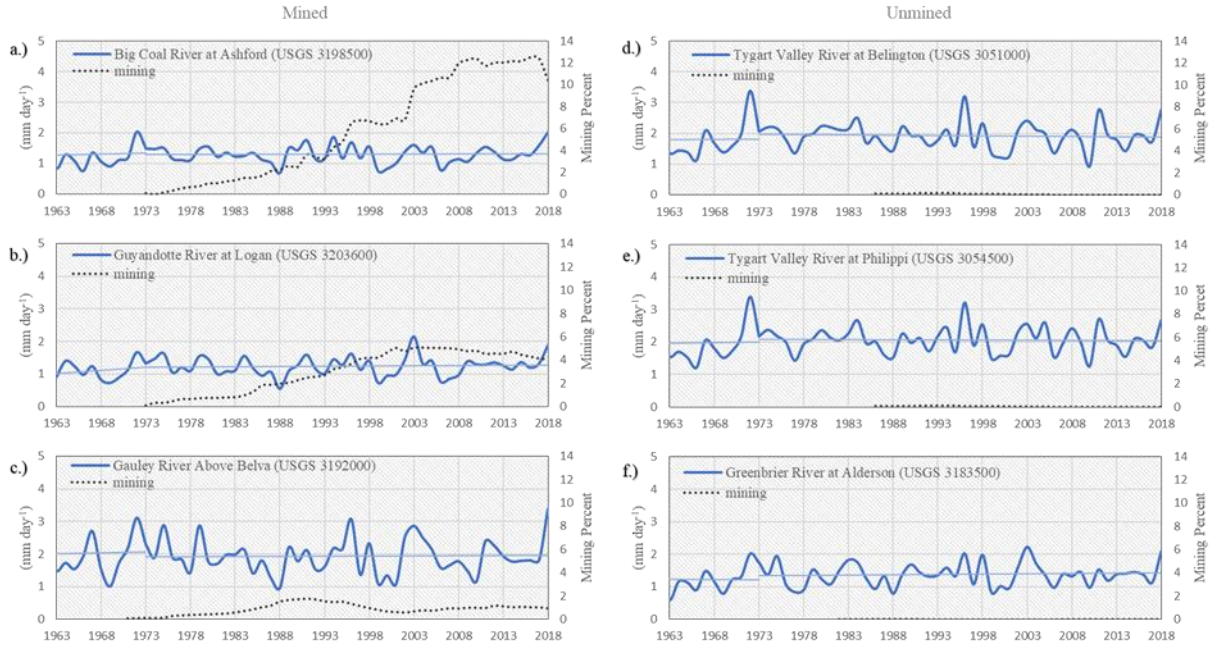 Mined
Unmined
a.)
Big Coal River at Ashford (USGS 3198500)
mining
(mm day-1)
Mining Percent
5
4
3
2
1
0
14
12
10
8
6
4
2
0
1963 1968 1973 1978 1983 1988 1993 1998 2003 2008 2013 2018
b.)
Guyandotte River at Logan (USGS 3203600)
mining
(mm day-1)
Mining Percent
5
4
3
2
1
0
14
12
10
8
6
4
2
0
1963 1968 1973 1978 1983 1988 1993 1998 2003 2008 2013 2018
c.)
Gauley River Above Belva (USGS 3192000)
mining
(mm day-1)
Mining Percent
5
4
3
2
1
0
14
12
10
8
6
4
2
0
1963 1968 1973 1978 1983 1988 1993 1998 2003 2008 2013 2018
d.)
Tygart Valley River at Belington (USGS 3051000)
mining
(mm day-1)
Mining Percent
5
4
3
2
1
0
14
12
10
8
6
4
2
0
1963 1968 1973 1978 1983 1988 1993 1998 2003 2008 2013 2018
e.)
Tygart Valley River at Philippi (USGS 3054500)
mining
(mm day-1)
Mining Percet
5
4
3
2
1
0
14
12
10
8
6
4
2
0
1963 1968 1973 1978 1983 1988 1993 1998 2003 2008 2013 2018
f.)
Greenbrier River at Alderson (USGS 3183500)
mining
(mm day-1)
Mining Percent
5
4
3
2
1
0
14
12
10
8
6
4
2
0
1963 1968 1973 1978 1983 1988 1993 1998 2003 2008 2013 2018